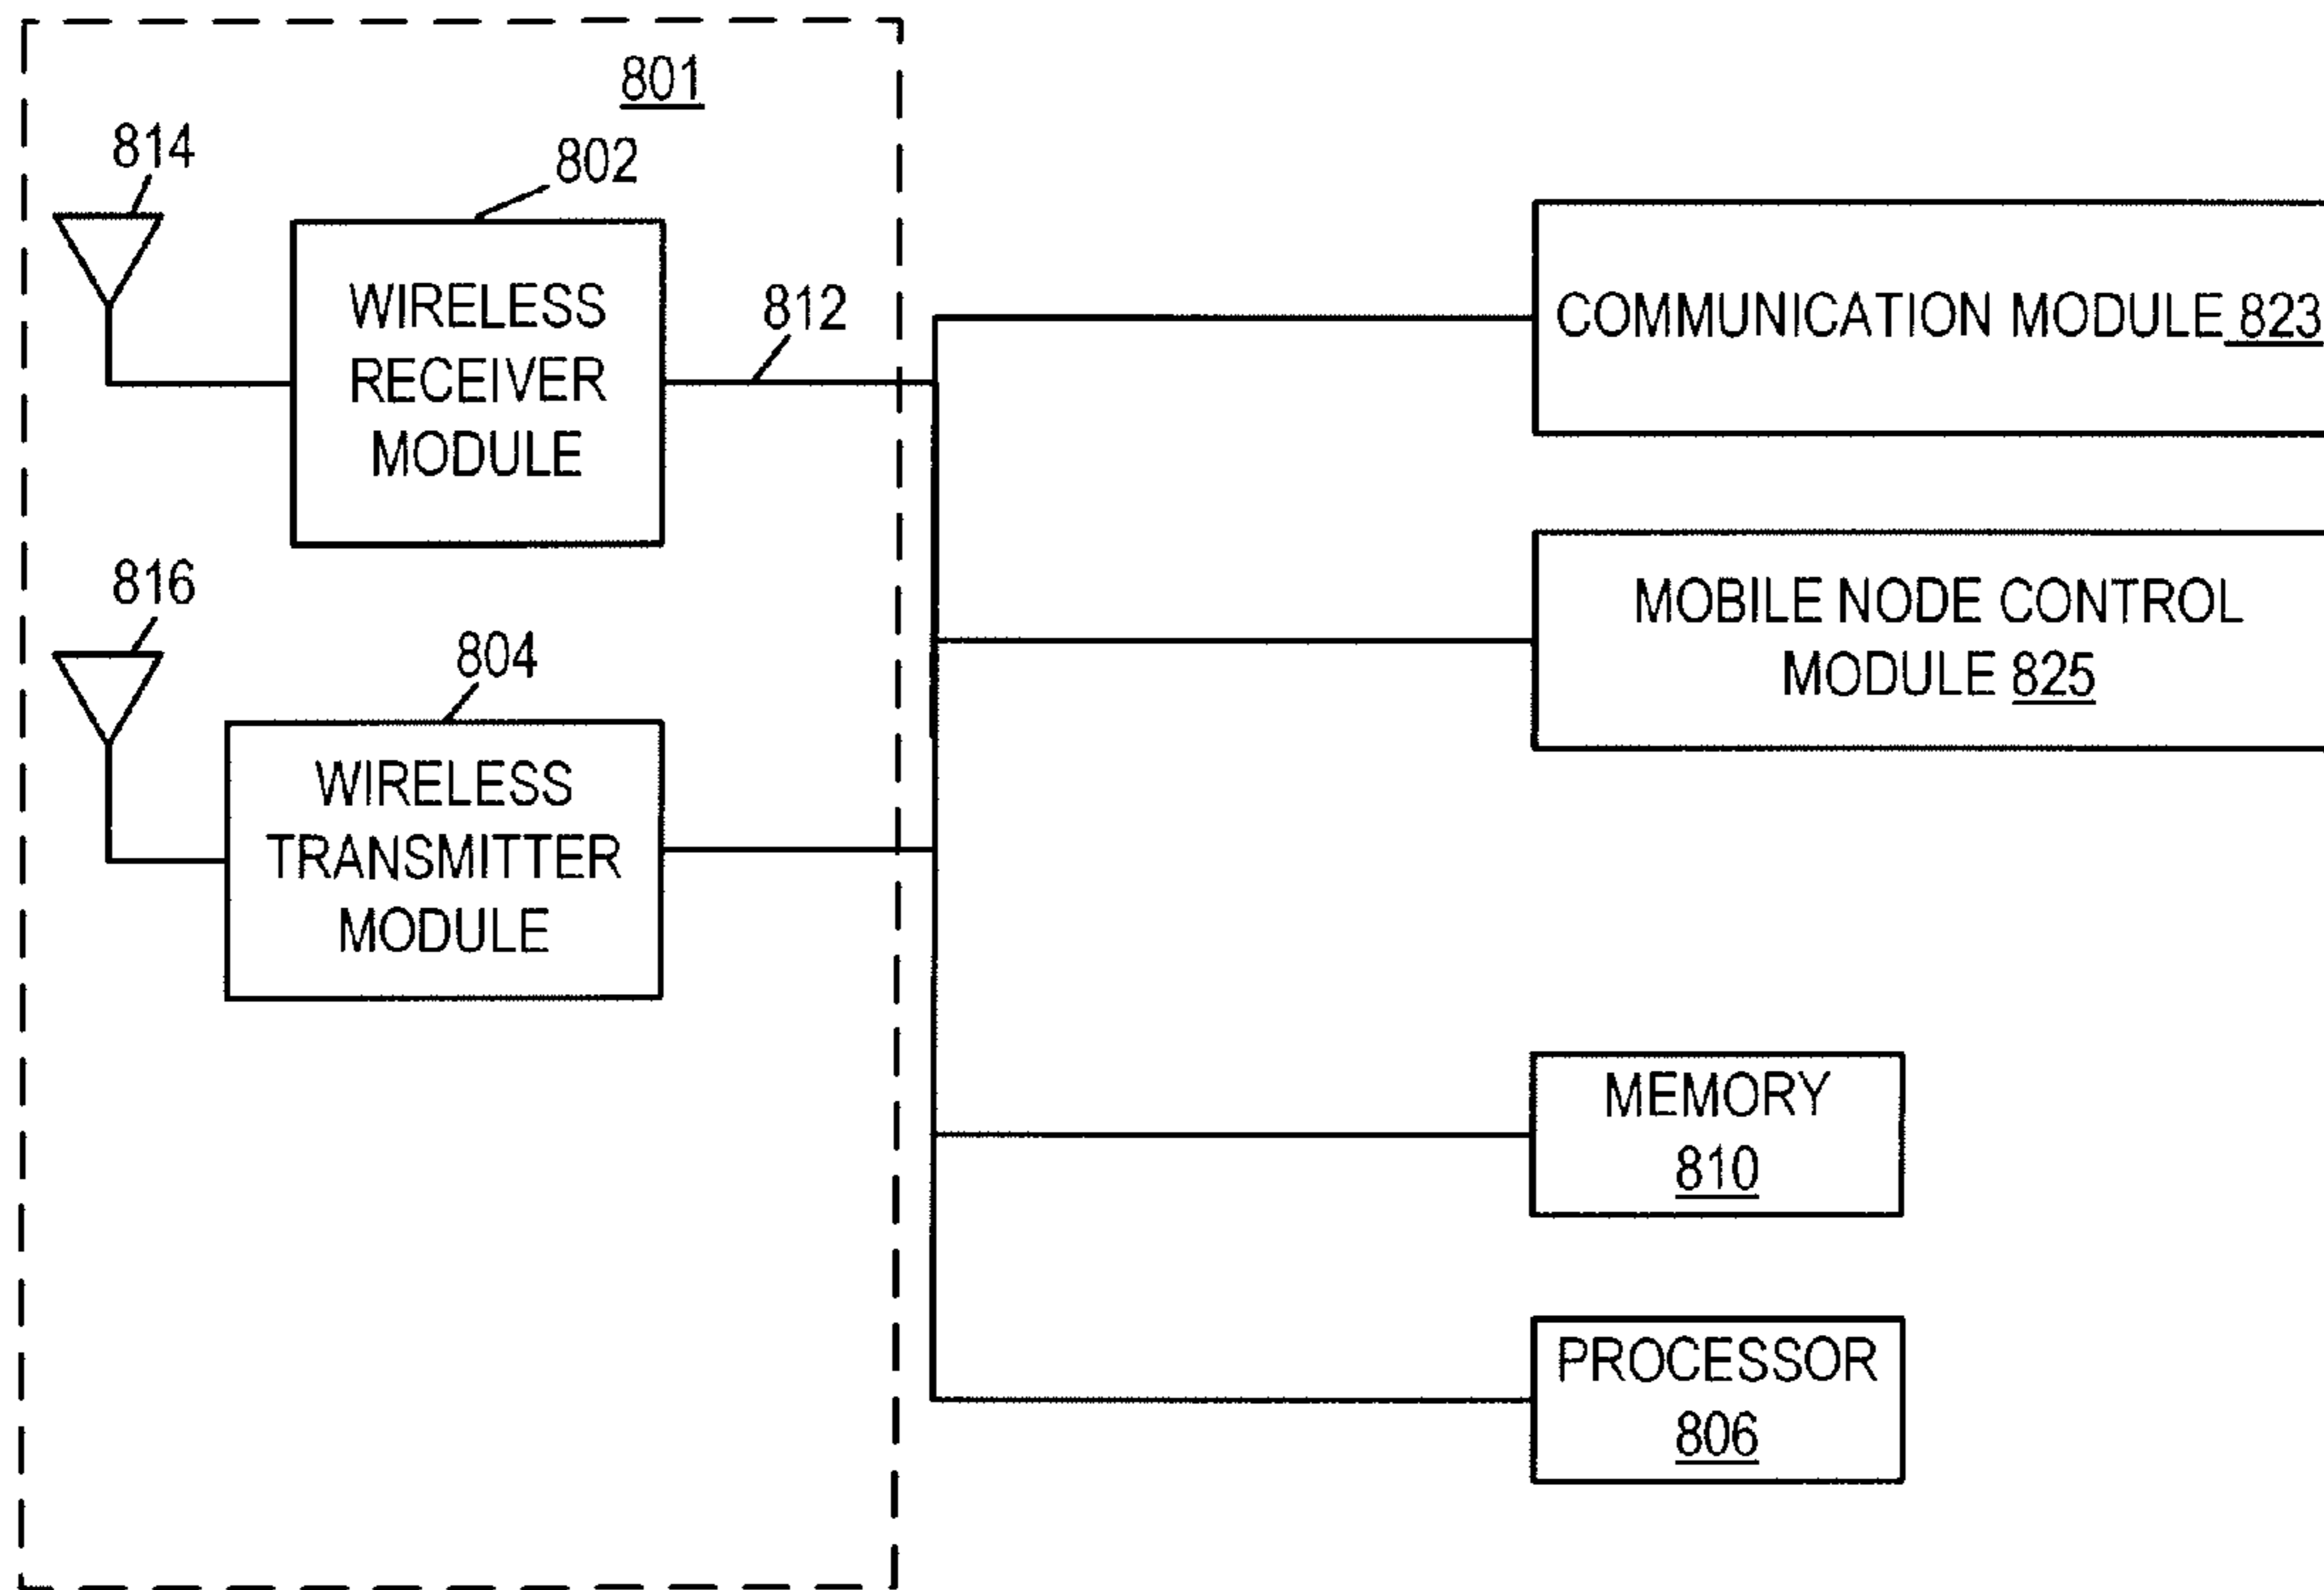 801
814
802
WIRELESS
RECEIVER
MODULE
812
COMMUNICATION MODULE 823
MOBILE NODE CONTROL
MODULE 825
816
804
WIRELESS
TRANSMITTER
MODULE
MEMORY
810
PROCESSOR
806